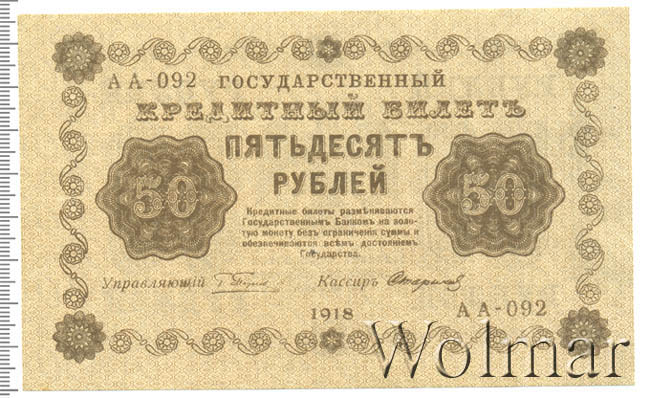 АА-092 ГОСУДАРСТВЕННЫЙ
КРЕДИТНЫЙ БИЛЕТЪ
ПЯТЬДЕСЯТЪ
РУБЛЕЙ
50 50
Кредитные билеты размѣниваются
Государственнымъ Банкомъ на золо-
тую монету безъ ограниченія суммы и
обезпечиваются всѣмъ достояніемъ
Государства.
Управляющій Кассиръ
1918 АА-092
Wolmar